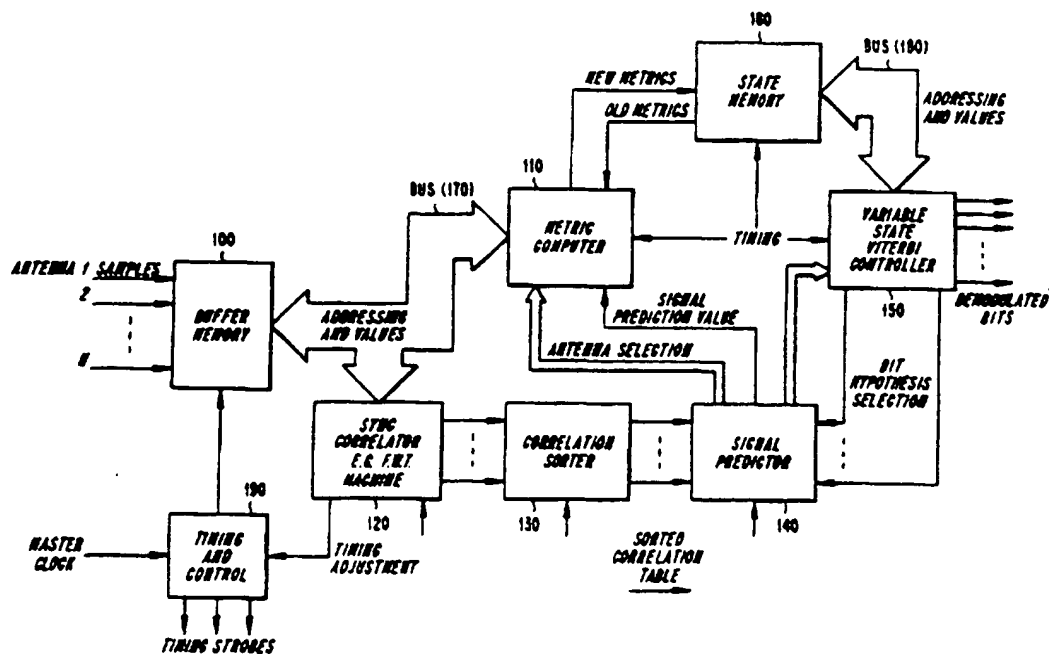 160
BUS (180)
NEW METRICS
STATE
MEMORY
OLD METRICS
ADDRESSING
AND VALUES
BUS (170)
110
METRIC
COMPUTER
TIMING
VARIABLE
STATE
VITERBI
CONTROLLER
150
DEMODULATED
BITS
100
ANTENNA 1 SAMPLES
2
N
BUFFER
MEMORY
ADDRESSING
AND VALUES
SIGNAL
PREDICTION VALUE
ANTENNA SELECTION
BIT
HYPOTHESIS
SELECTION
SYNC
CORRELATOR
E.G. F.W.T.
MACHINE
120
CORRELATION
SORTER
130
SIGNAL
PREDICTOR
140
190
MASTER
CLOCK
TIMING
AND
CONTROL
TIMING
ADJUSTMENT
SORTED
CORRELATION
TABLE
TIMING STROBES